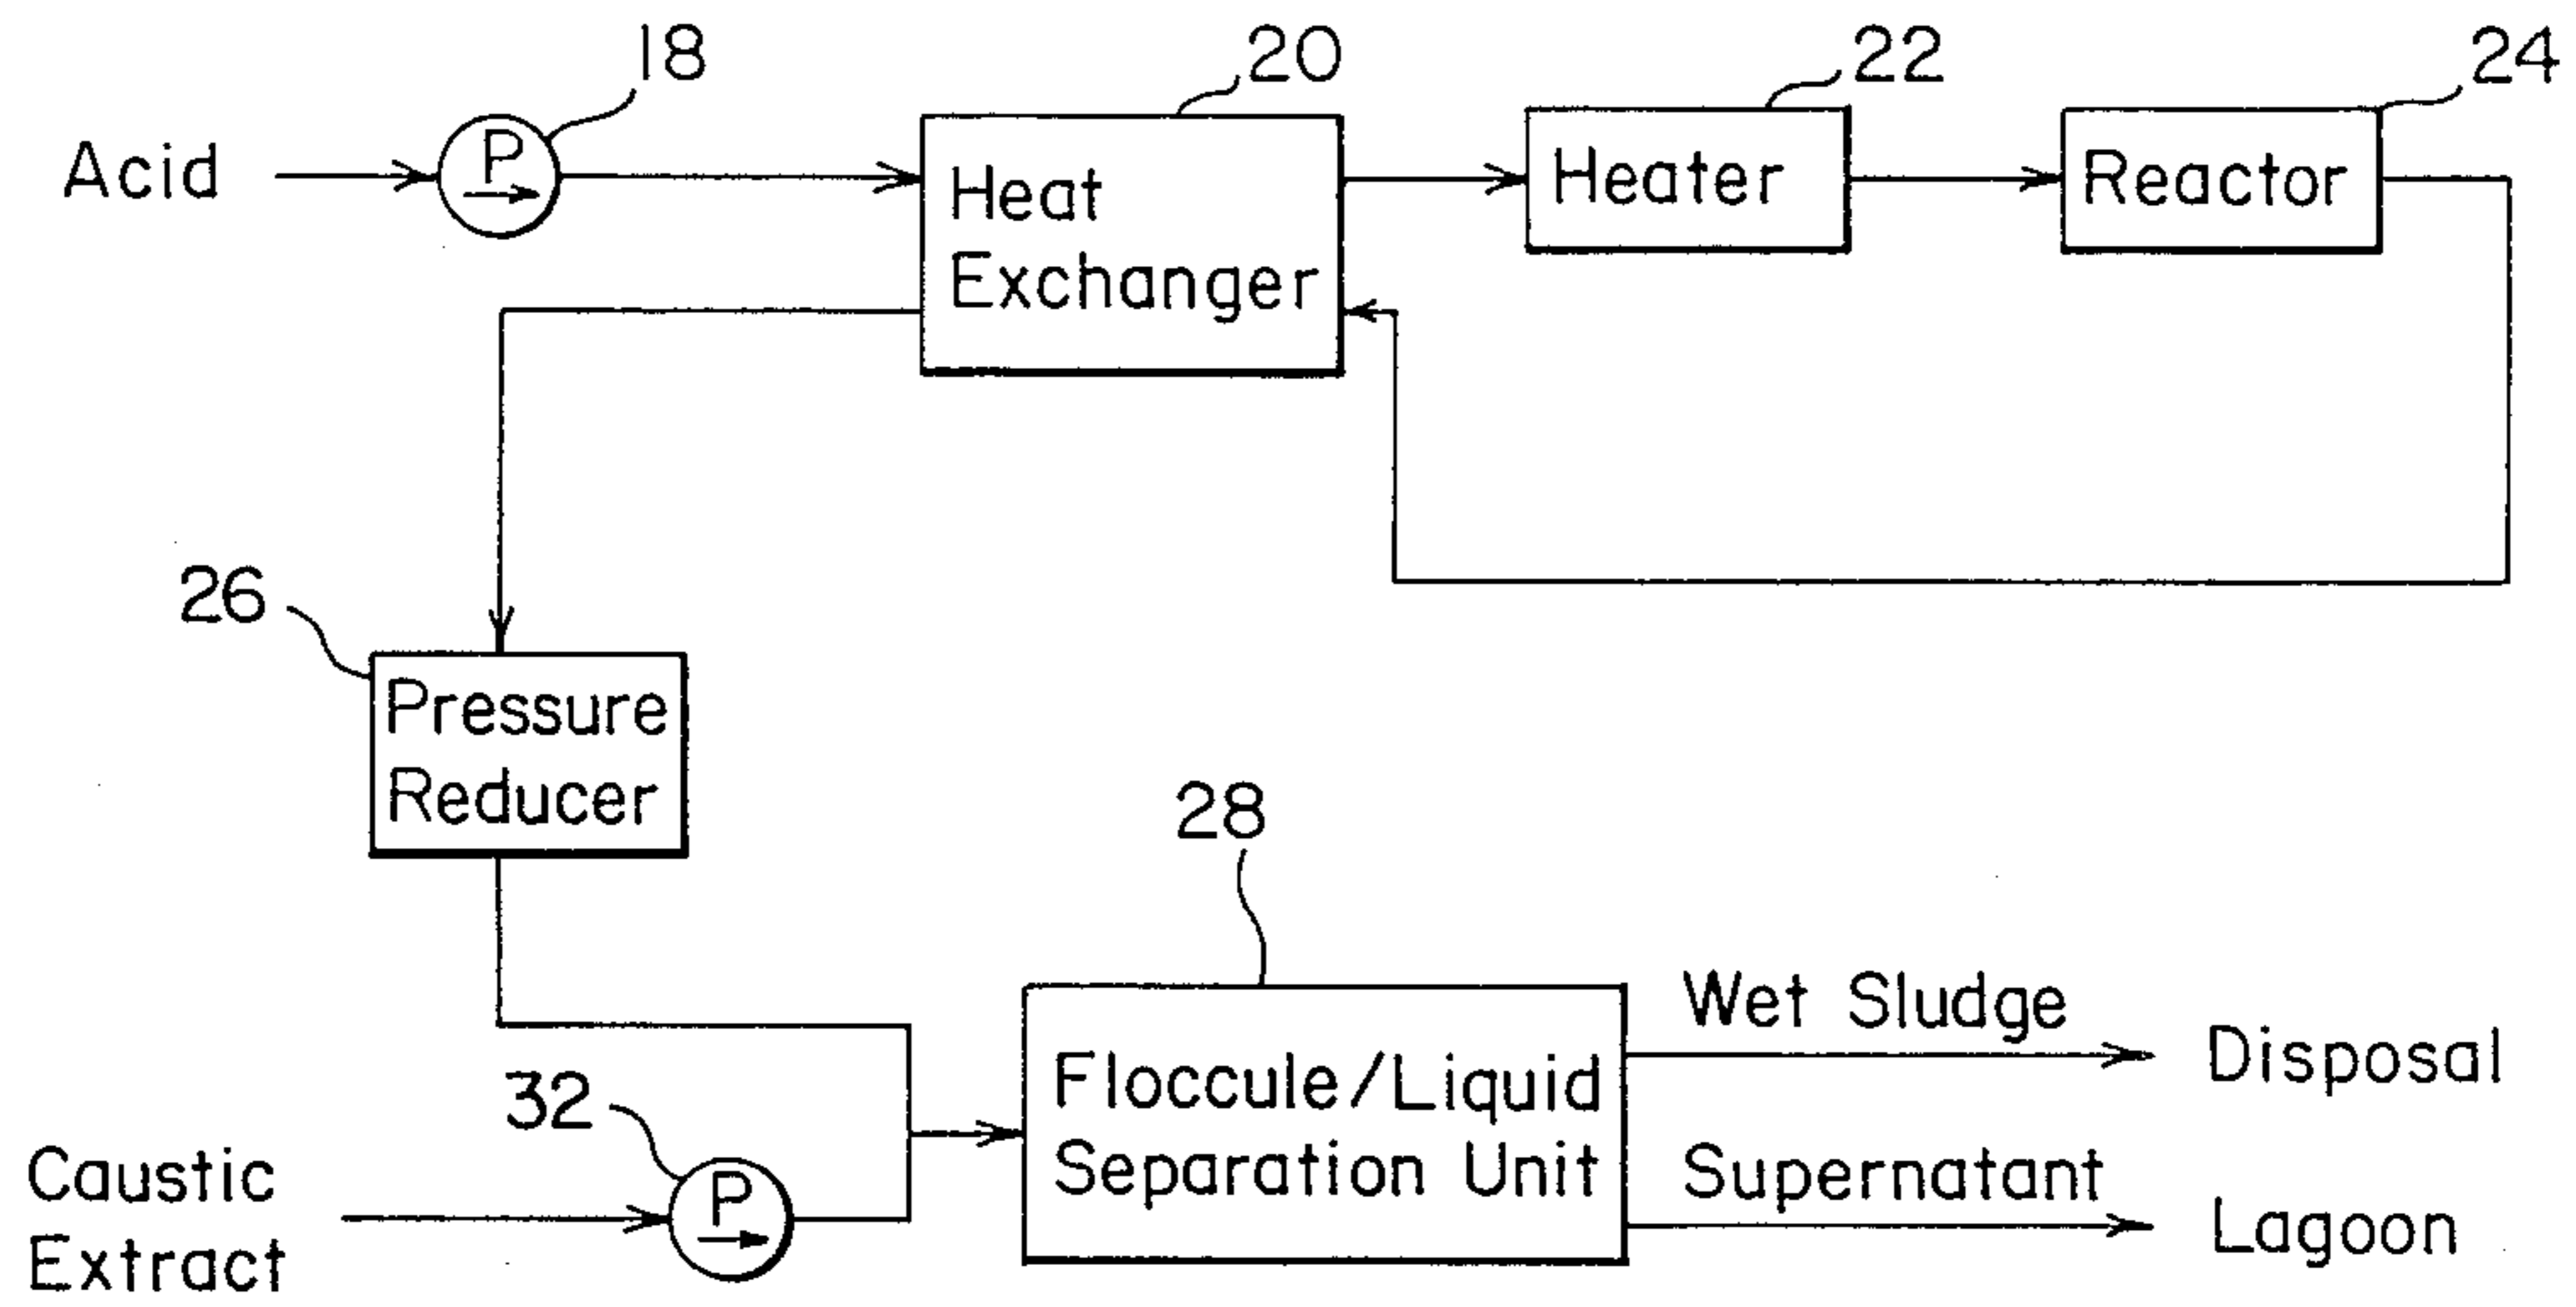 18
20
22
24
Acid
P
Heat
Exchanger
Heater
Reactor
26
Pressure
Reducer
28
32
Caustic
Extract
P
Floccule/Liquid
Separation Unit
Wet Sludge
Disposal
Supernatant
Lagoon